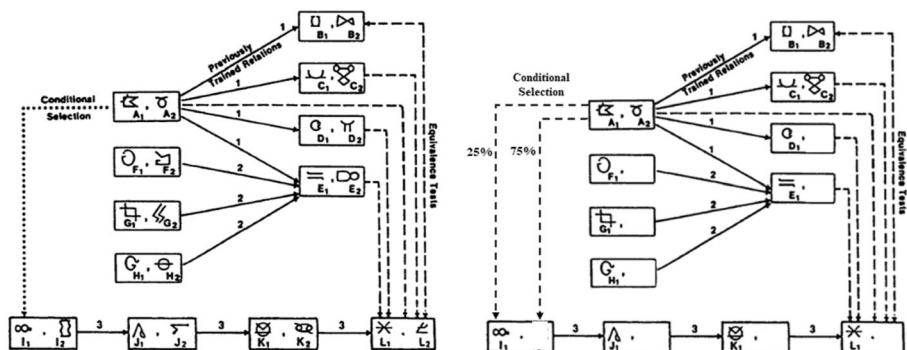 1
B₁ B₂
Previously
Trained Relations
1
C₁ C₂
Conditional
Selection
A₁ A₂
1
D₁ D₂
1
F₁ F₂
2
E₁ E₂
Equivalence Tests
G₁ G₂
2
2
H₁ H₂
I₁ I₂
3
J₁ J₂
3
K₁ K₂
3
L₁ L₂
1
B₁ B₂
Previously
Trained Relations
Conditional
Selection
1
C₁ C₂
A₁ A₂
1
D₁
25%
75%
1
F₁
2
E₁
Equivalence Tests
G₁
2
2
H₁
I₁
3
J₁
3
K₁
3
L₁